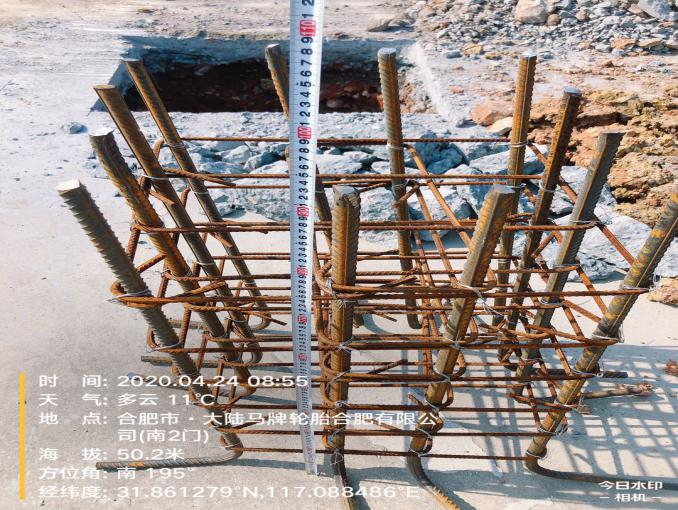 时 间: 2020.04.24 08:55
天 气: 多云 11℃
地 点: 合肥市·大陆马牌轮胎合肥有限公
司(南2门)
海 拔: 50.2米
方位角: 南 195°
经纬度: 31.861279°N,117.088486°E
今日水印
- 相机 -